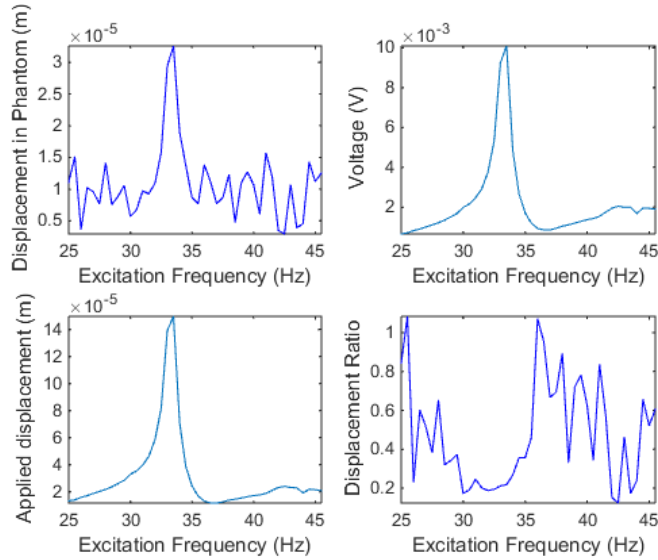 ×10⁻⁵
Displacement in Phantom (m)
3
2.5
2
1.5
1
0.5
25 30 35 40 45
Excitation Frequency (Hz)
×10⁻³
Voltage (V)
10
8
6
4
2
25 30 35 40 45
Excitation Frequency (Hz)
×10⁻⁵
Applied displacement (m)
14
12
10
8
6
4
2
25 30 35 40 45
Excitation Frequency (Hz)
Displacement Ratio
1
0.8
0.6
0.4
0.2
25 30 35 40 45
Excitation Frequency (Hz)